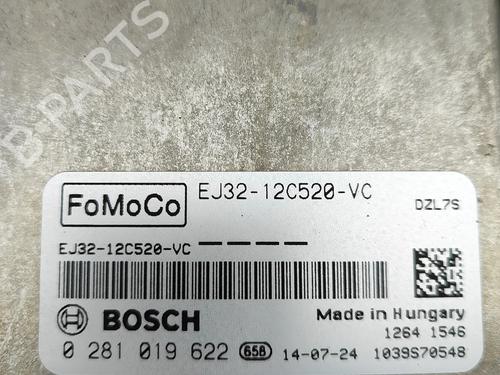 B-PARTS
FoMoCo
EJ32-12C520-VC
DZL7S
EJ32-12C520-VC
BOSCH
Made in Hungary
1264 1546
0 281 019 622 658 14-07-24 1039S70548